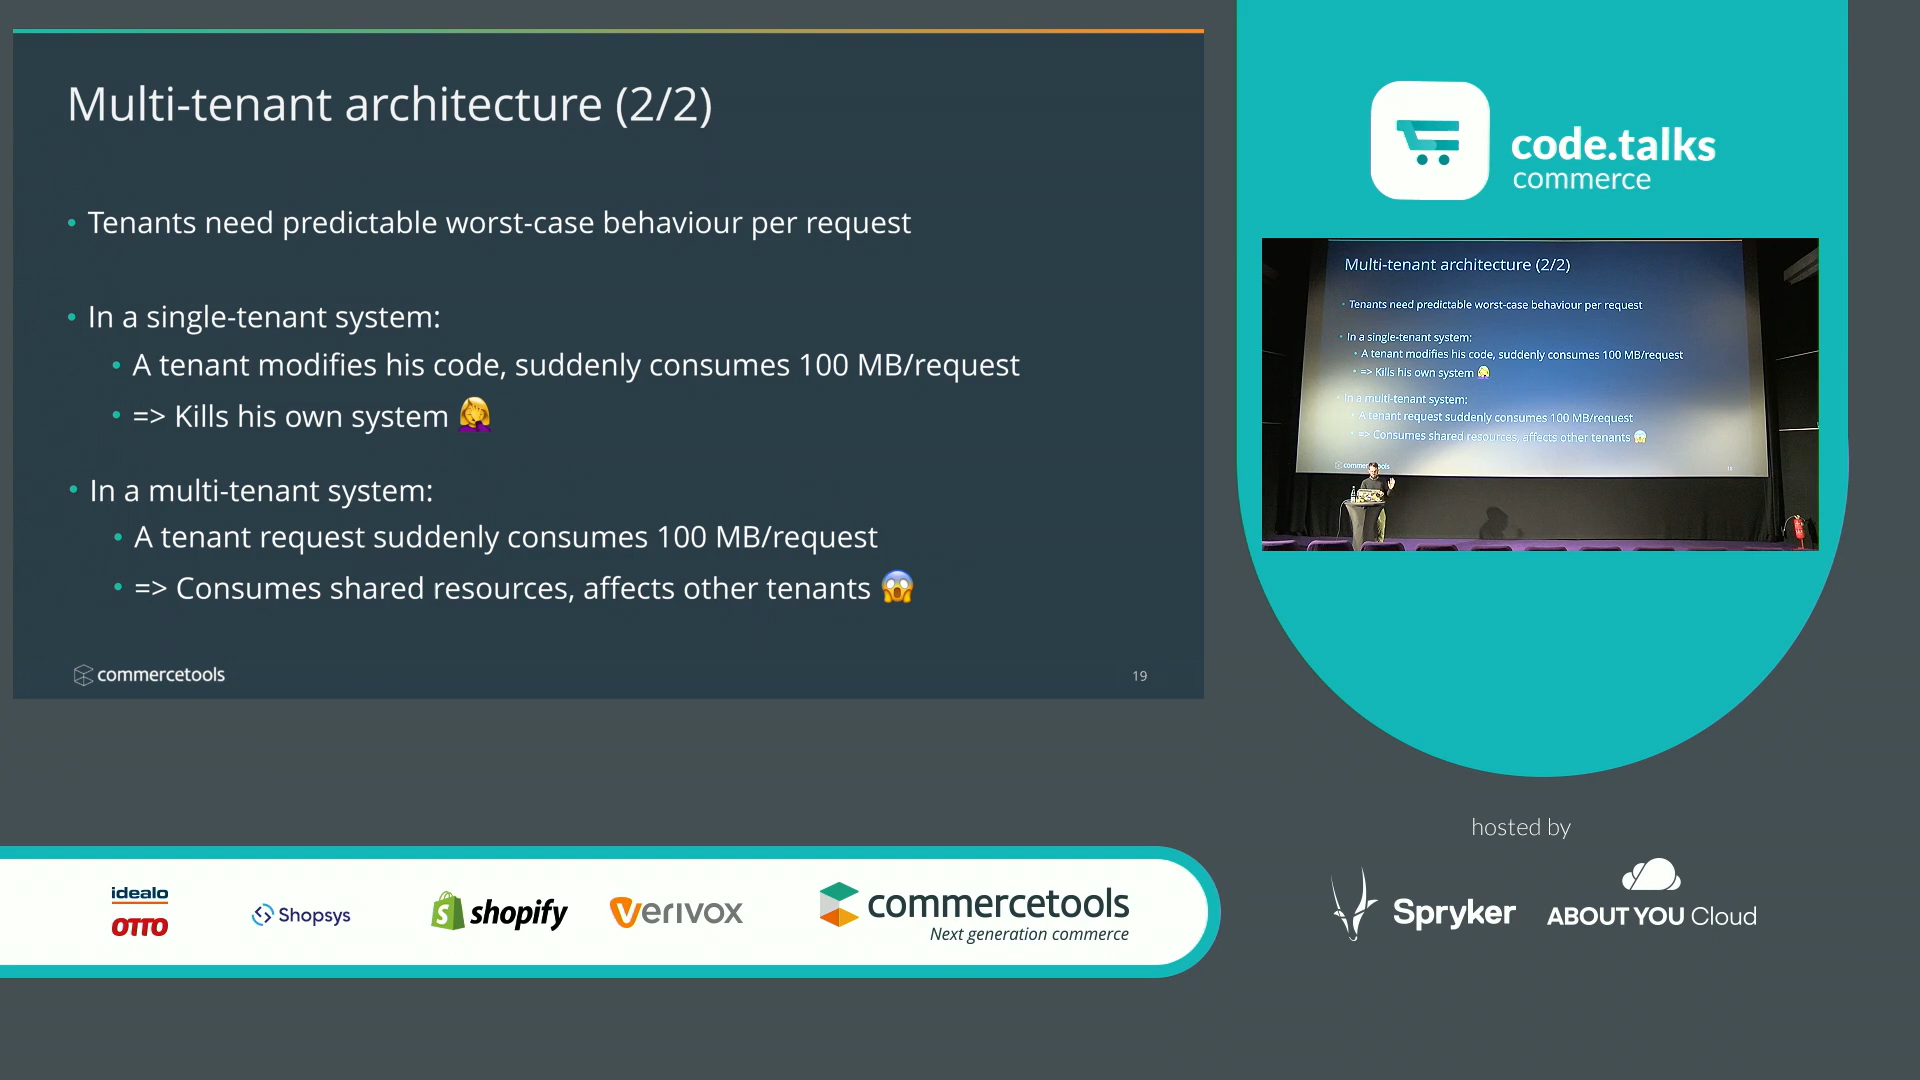 Multi-tenant architecture (2/2)
• Tenants need predictable worst-case behaviour per request
• In a single-tenant system:
• A tenant modifies his code, suddenly consumes 100 MB/request
• => Kills his own system 🤦‍♀️
• In a multi-tenant system:
• A tenant request suddenly consumes 100 MB/request
• => Consumes shared resources, affects other tenants 😱
commercetools
19
code.talks
commerce
Multi-tenant architecture (2/2)
• Tenants need predictable worst-case behaviour per request
• In a single-tenant system:
• A tenant modifies his code, suddenly consumes 100 MB/request
• => Kills his own system 🤦‍♀️
• In a multi-tenant system:
• A tenant request suddenly consumes 100 MB/request
• => Consumes shared resources, affects other tenants 😱
hosted by
Spryker
ABOUT YOU Cloud
idealo
OTTO
Shopsys
shopify
VERIVOX
commercetools
Next generation commerce